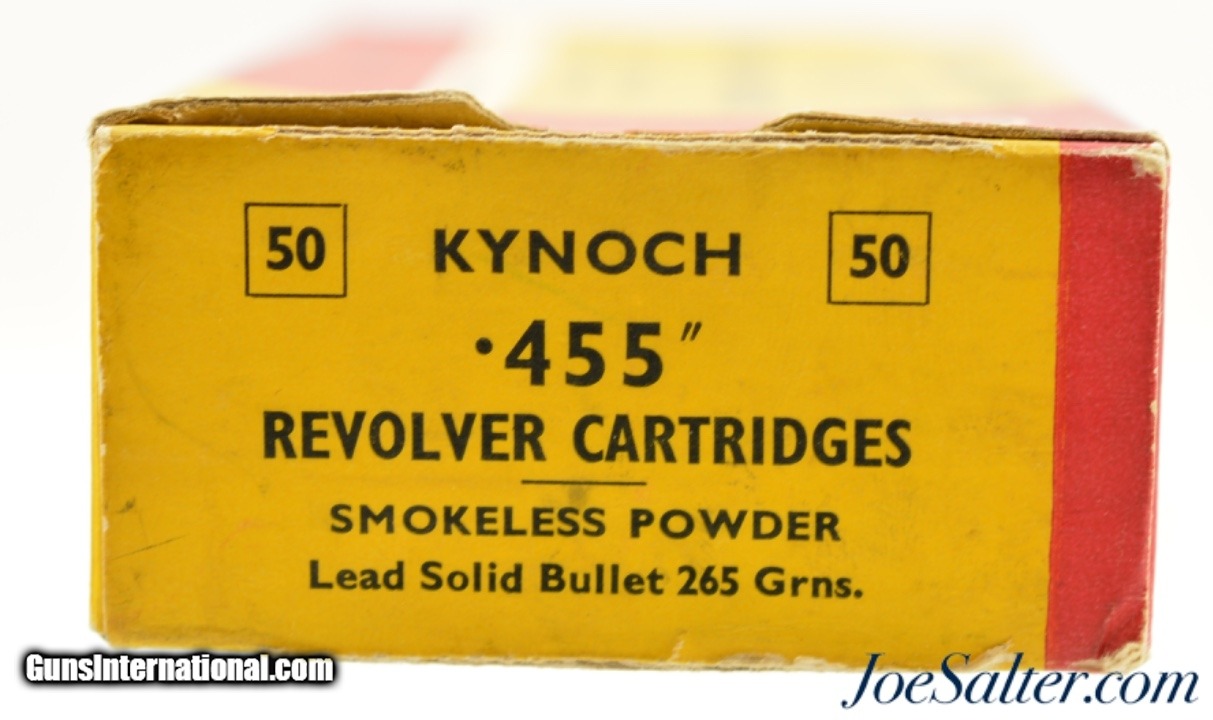 50 KYNOCH 50
·455"
REVOLVER CARTRIDGES
SMOKELESS POWDER
Lead Solid Bullet 265 Grns.
GunsInternational.com
JoeSalter.com